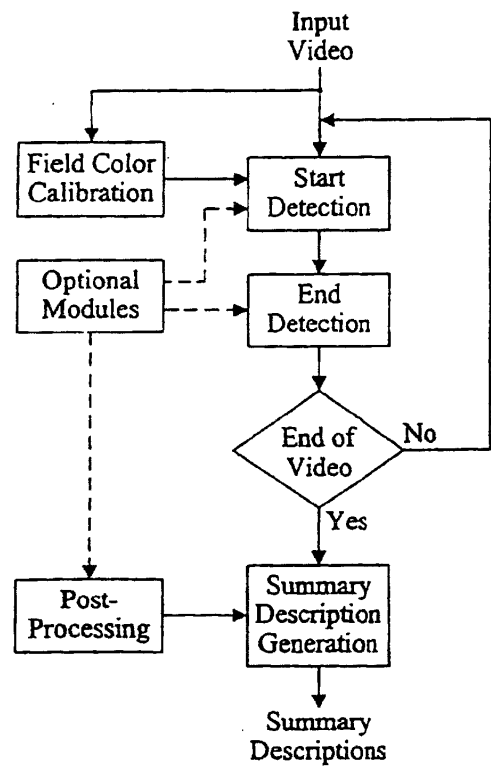 Input
Video
Field Color
Calibration
Start
Detection
Optional
Modules
End
Detection
End of
Video
No
Yes
Post-
Processing
Summary
Description
Generation
Summary
Descriptions